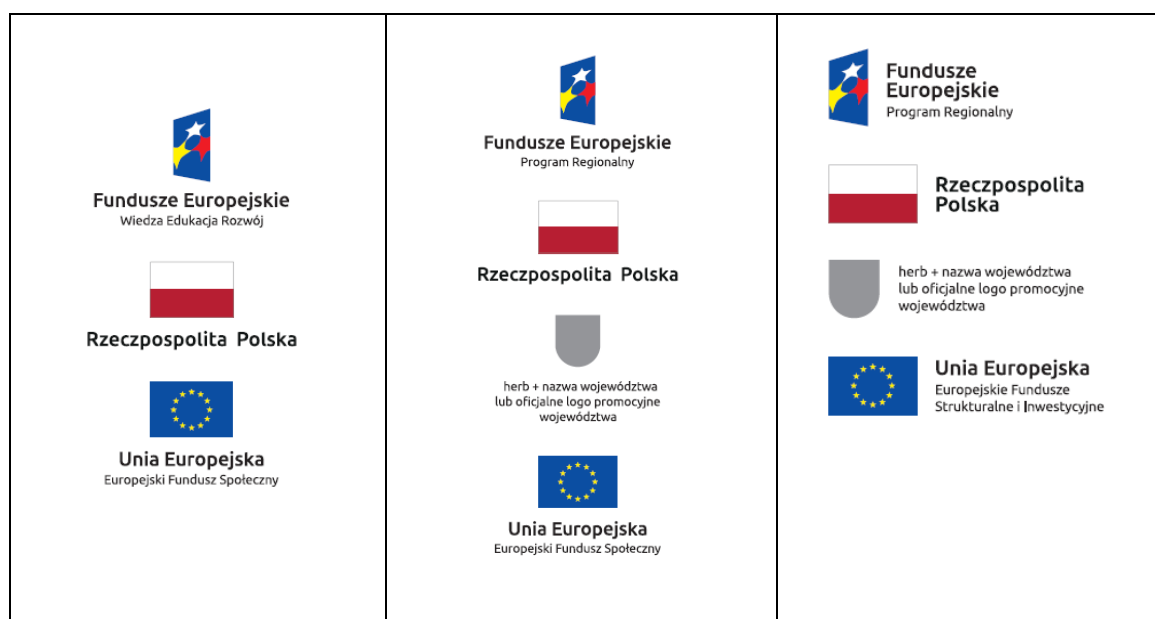 Fundusze Europejskie
Wiedza Edukacja Rozwój
Rzeczpospolita Polska
Unia Europejska
Europejski Fundusz Społeczny
Fundusze Europejskie
Program Regionalny
Rzeczpospolita Polska
herb + nazwa województwa
lub oficjalne logo promocyjne
województwa
Unia Europejska
Europejski Fundusz Społeczny
Fundusze
Europejskie
Program Regionalny
Rzeczpospolita
Polska
herb + nazwa województwa
lub oficjalne logo promocyjne
województwa
Unia Europejska
Europejskie Fundusze
Strukturalne i Inwestycyjne